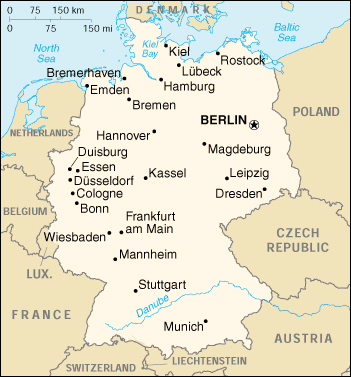 0 75 150 km
0 75 150 mi
DENMARK
North
Sea
Baltic
Sea
Kiel
Bay
Kiel
Rostock
Lübeck
Bremerhaven
Hamburg
Emden
Bremen
POLAND
BERLIN
NETHERLANDS
Hannover
Magdeburg
Duisburg
Essen
Düsseldorf
Kassel
Leipzig
Cologne
Dresden
Bonn
BELGIUM
Frankfurt
am Main
Wiesbaden
CZECH
REPUBLIC
LUX.
Mannheim
Stuttgart
Danube
FRANCE
Munich
AUSTRIA
SWITZERLAND
LIECHTENSTEIN